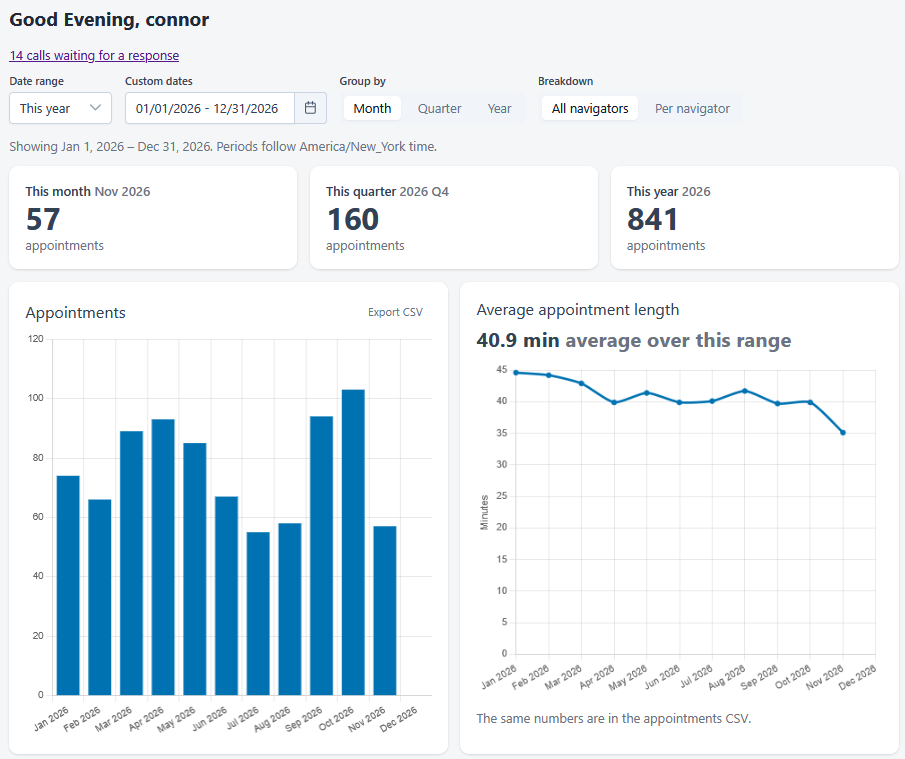 Good Evening, connor
14 calls waiting for a response
Date range Custom dates Group by Breakdown
This year 01/01/2026 - 12/31/2026 Month Quarter Year All navigators Per navigator
Showing Jan 1, 2026 – Dec 31, 2026. Periods follow America/New_York time.
This month Nov 2026
57
appointments
This quarter 2026 Q4
160
appointments
This year 2026
841
appointments
Appointments Export CSV
120
100
80
60
40
20
0
Jan 2026 Feb 2026 Mar 2026 Apr 2026 May 2026 Jun 2026 Jul 2026 Aug 2026 Sep 2026 Oct 2026 Nov 2026 Dec 2026
Average appointment length
40.9 min average over this range
Minutes
45
40
35
30
25
20
15
10
5
0
Jan 2026 Feb 2026 Mar 2026 Apr 2026 May 2026 Jun 2026 Jul 2026 Aug 2026 Sep 2026 Oct 2026 Nov 2026 Dec 2026
The same numbers are in the appointments CSV.